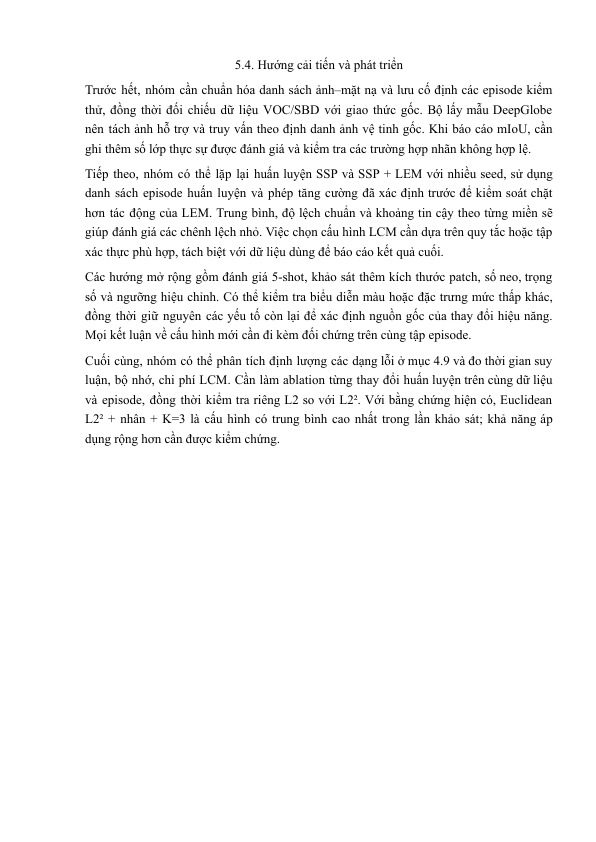 5.4. Hướng cải tiến và phát triển
Trước hết, nhóm cần chuẩn hóa danh sách ảnh–mặt nạ và lưu cố định các episode kiểm
thử, đồng thời đối chiếu dữ liệu VOC/SBD với giao thức gốc. Bộ lấy mẫu DeepGlobe
nên tách ảnh hỗ trợ và truy vấn theo định danh ảnh vệ tinh gốc. Khi báo cáo mIoU, cần
ghi thêm số lớp thực sự được đánh giá và kiểm tra các trường hợp nhãn không hợp lệ.
Tiếp theo, nhóm có thể lặp lại huấn luyện SSP và SSP + LEM với nhiều seed, sử dụng
danh sách episode huấn luyện và phép tăng cường đã xác định trước để kiểm soát chặt
hơn tác động của LEM. Trung bình, độ lệch chuẩn và khoảng tin cậy theo từng miền sẽ
giúp đánh giá các chênh lệch nhỏ. Việc chọn cấu hình LCM cần dựa trên quy tắc hoặc tập
xác thực phù hợp, tách biệt với dữ liệu dùng để báo cáo kết quả cuối.
Các hướng mở rộng gồm đánh giá 5-shot, khảo sát thêm kích thước patch, số neo, trọng
số và ngưỡng hiệu chỉnh. Có thể kiểm tra biểu diễn màu hoặc đặc trưng mức thấp khác,
đồng thời giữ nguyên các yếu tố còn lại để xác định nguồn gốc của thay đổi hiệu năng.
Mọi kết luận về cấu hình mới cần đi kèm đối chứng trên cùng tập episode.
Cuối cùng, nhóm có thể phân tích định lượng các dạng lỗi ở mục 4.9 và đo thời gian suy
luận, bộ nhớ, chi phí LCM. Cần làm ablation từng thay đổi huấn luyện trên cùng dữ liệu
và episode, đồng thời kiểm tra riêng L2 so với L2². Với bằng chứng hiện có, Euclidean
L2² + nhân + K=3 là cấu hình có trung bình cao nhất trong lần khảo sát; khả năng áp
dụng rộng hơn cần được kiểm chứng.